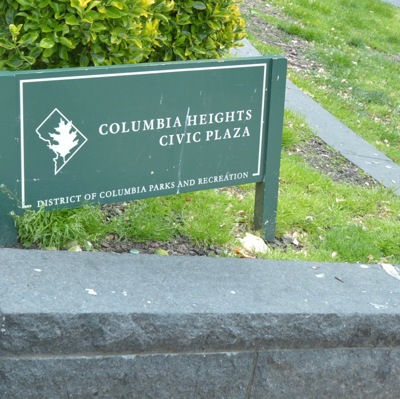 COLUMBIA HEIGHTS
CIVIC PLAZA
DISTRICT OF COLUMBIA PARKS AND RECREATION